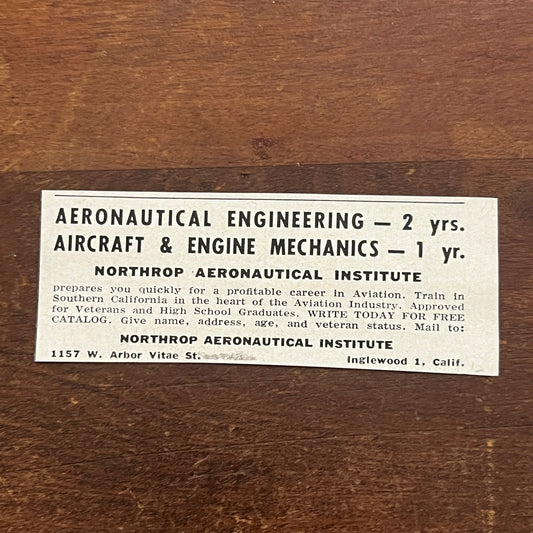 AERONAUTICAL ENGINEERING — 2 yrs.
AIRCRAFT & ENGINE MECHANICS — 1 yr.
NORTHROP AERONAUTICAL INSTITUTE
prepares you quickly for a profitable career in Aviation. Train in
Southern California in the heart of the Aviation Industry. Approved
for Veterans and High School Graduates. WRITE TODAY FOR FREE
CATALOG. Give name, address, age, and veteran status. Mail to:
NORTHROP AERONAUTICAL INSTITUTE
1157 W. Arbor Vitae St. Inglewood 1, Calif.